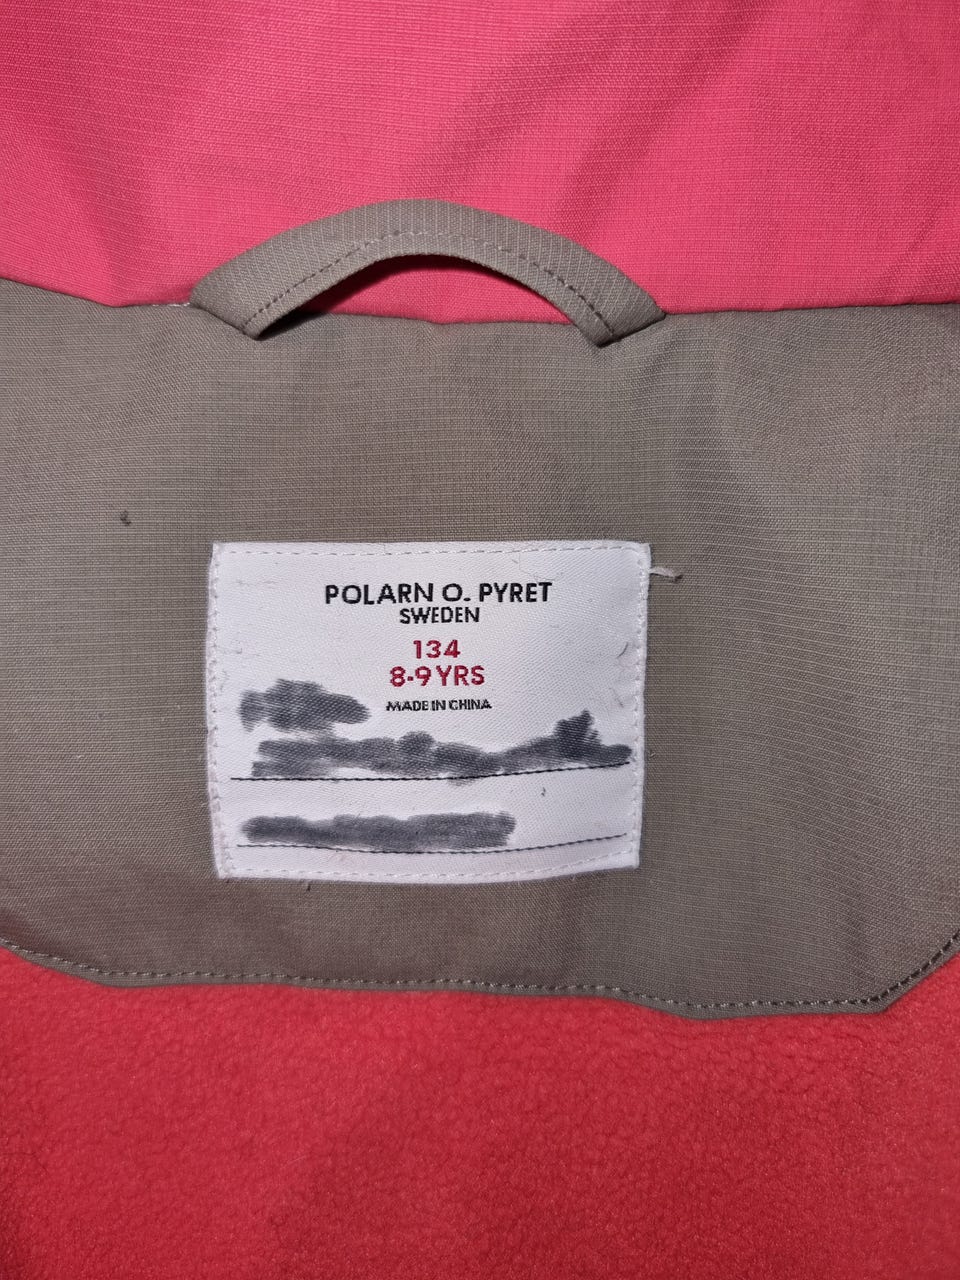 POLARN O. PYRET
SWEDEN
134
8-9 YRS
MADE IN CHINA